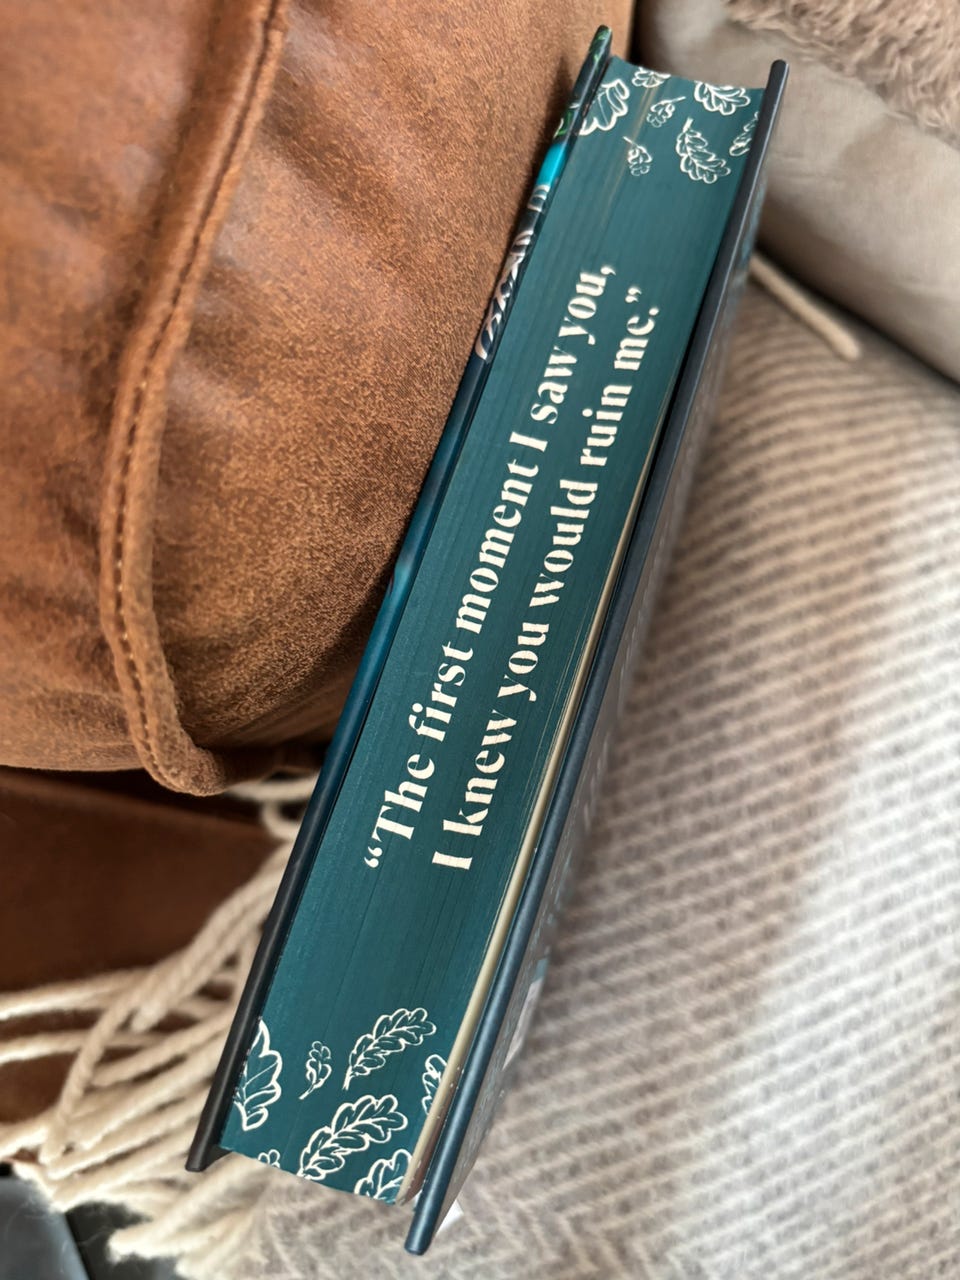 “The first moment I saw you,
I knew you would ruin me.”